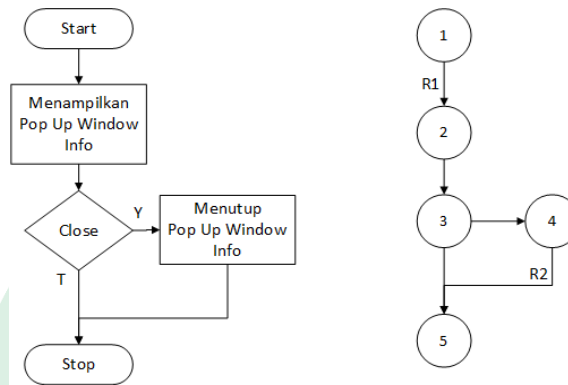 Start
Menampilkan
Pop Up Window
Info
Close
Y
T
Menutup
Pop Up Window
Info
Stop
1
R1
2
3
4
R2
5